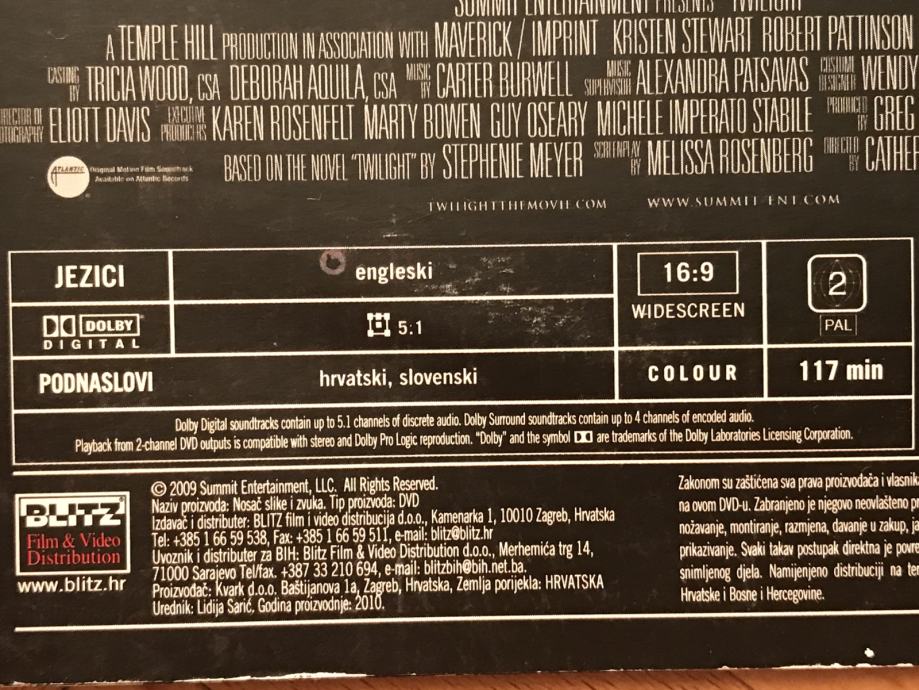 SUMMIT ENTERTAINMENT PRESENTS "TWILIGHT"
A TEMPLE HILL PRODUCTION IN ASSOCIATION WITH MAVERICK / IMPRINT KRISTEN STEWART ROBERT PATTINSON
CASTING BY TRICIA WOOD, CSA DEBORAH AQUILA, CSA MUSIC BY CARTER BURWELL MUSIC SUPERVISOR ALEXANDRA PATSAVAS COSTUME DESIGNER WENDY
DIRECTOR OF ELIOTT DAVIS EXECUTIVE PRODUCERS KAREN ROSENFELT MARTY BOWEN GUY OSEARY MICHELE IMPERATO STABILE PRODUCED BY GREG
BASED ON THE NOVEL "TWILIGHT" BY STEPHENIE MEYER SCREENPLAY BY MELISSA ROSENBERG DIRECTED BY CATHE
ATLANTIC
Original Motion Film Soundtrack
Available on Atlantic Records
TWILIGHTTHEMOVIE.COM WWW.SUMMIT-ENT.COM
JEZICI engleski 16:9 WIDESCREEN 2 PAL
DOLBY DIGITAL 5.1
PODNASLOVI hrvatski, slovenski COLOUR 117 min
Dolby Digital soundtracks contain up to 5.1 channels of discrete audio. Dolby Surround soundtracks contain up to 4 channels of encoded audio.
Playback from 2-channel DVD outputs is compatible with stereo and Dolby Pro Logic reproduction. "Dolby" and the symbol are trademarks of the Dolby Laboratories Licensing Corporation.
BLITZ
Film & Video
Distribution
www.blitz.hr
© 2009 Summit Entertainment, LLC. All Rights Reserved.
Naziv proizvoda: Nosač slike i zvuka. Tip proizvoda: DVD
Izdavač i distributer: BLITZ film i video distribucija d.o.o., Kamenarka 1, 10010 Zagreb, Hrvatska
Tel: +385 1 66 59 538, Fax: +385 1 66 59 511, e-mail: blitz@blitz.hr
Uvoznik i distributer za BIH: Blitz Film & Video Distribution d.o.o., Merhemića trg 14,
71000 Sarajevo Tel/fax. +387 33 210 694, e-mail: blitzbih@bih.net.ba.
Proizvođač: Kvark d.o.o. Baštijanova 1a, Zagreb, Hrvatska, Zemlja porijekla: HRVATSKA
Urednik: Lidija Sarić, Godina proizvodnje: 2010.
Zakonom su zaštićena sva prava proizvođača i vlasnika
na ovom DVD-u. Zabranjeno je njegovo neovlašteno
nožavanje, montiranje, razmjena, davanje u zakup,
prikazivanje. Svaki takav postupak direktna je
snimljenog djela. Namijenjeno distribuciji na
Hrvatske i Bosne i Hercegovine.